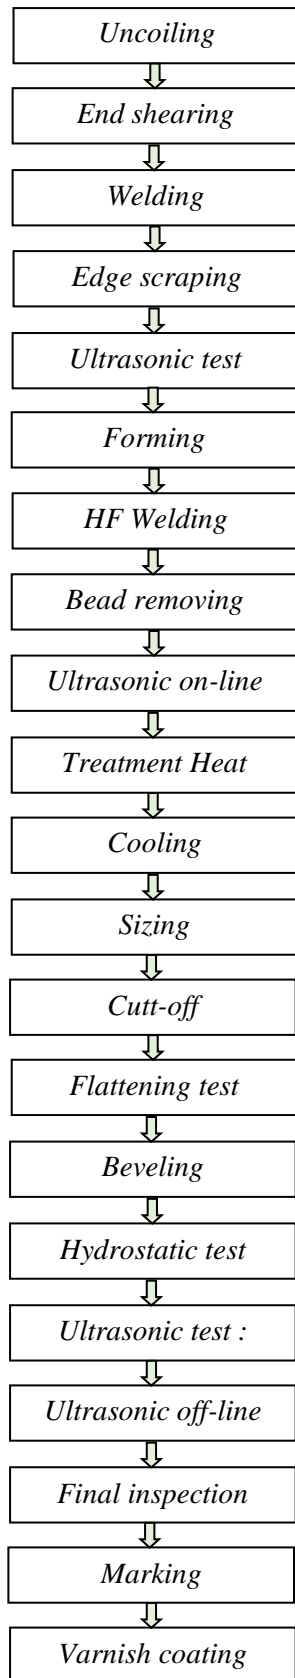 Uncoiling
End shearing
Welding
Edge scraping
Ultrasonic test
Forming
HF Welding
Bead removing
Ultrasonic on-line
Treatment Heat
Cooling
Sizing
Cutt-off
Flattening test
Beveling
Hydrostatic test
Ultrasonic test :
Ultrasonic off-line
Final inspection
Marking
Varnish coating